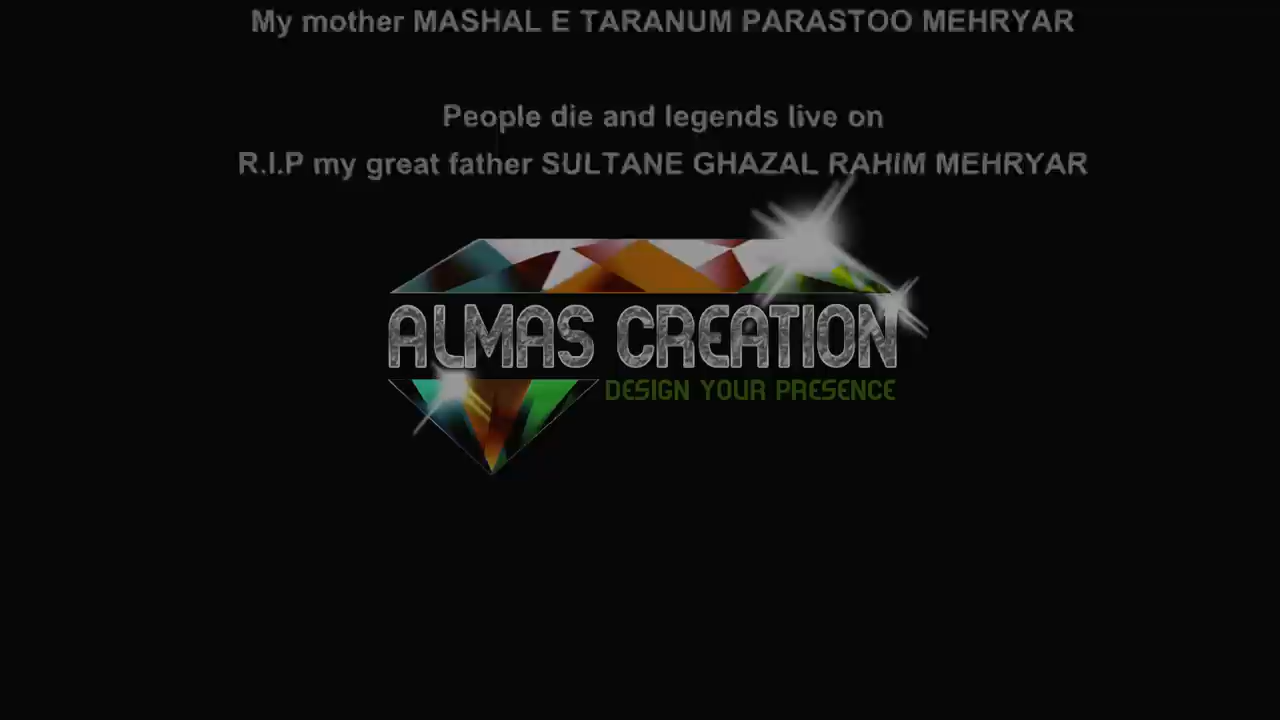 My mother MASHAL E TARANUM PARASTOO MEHRYAR
People die and legends live on
R.I.P my great father SULTANE GHAZAL RAHIM MEHRYAR
ALMAS CREATION
DESIGN YOUR PRESENCE